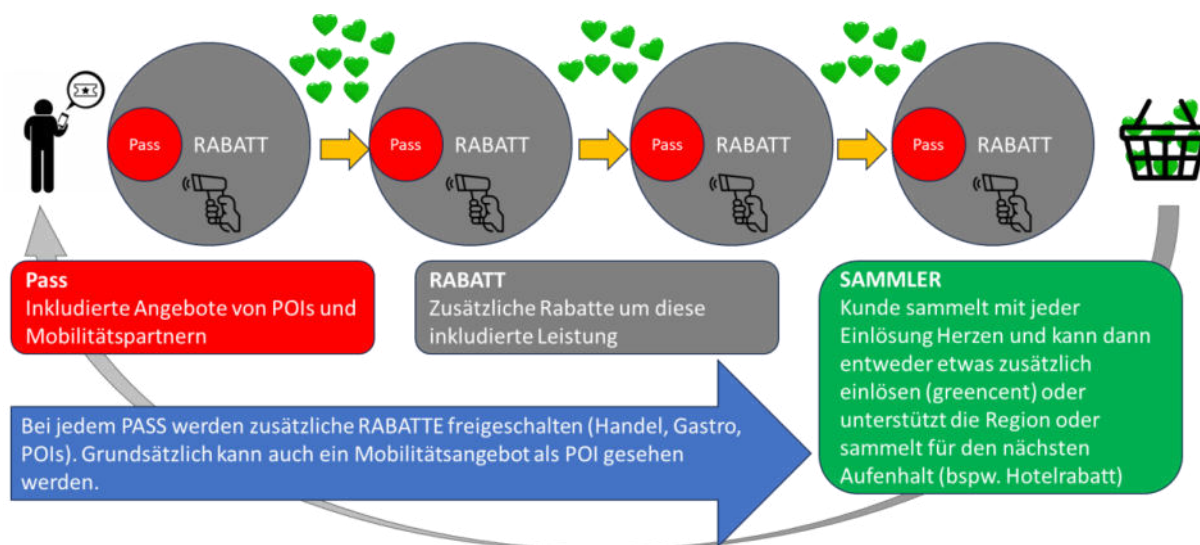 Pass
RABATT
Pass
RABATT
Pass
RABATT
Pass
RABATT
Pass
Inkludierte Angebote von POIs und
Mobilitätspartnern
RABATT
Zusätzliche Rabatte um diese
inkludierte Leistung
SAMMLER
Kunde sammelt mit jeder
Einlösung Herzen und kann dann
entweder etwas zusätzlich
einlösen (greencent) oder
unterstützt die Region oder
sammelt für den nächsten
Aufenthalt (bspw. Hotelrabatt)
Bei jedem PASS werden zusätzliche RABATTE freigeschalten (Handel, Gastro,
POIs). Grundsätzlich kann auch ein Mobilitätsangebot als POI gesehen
werden.